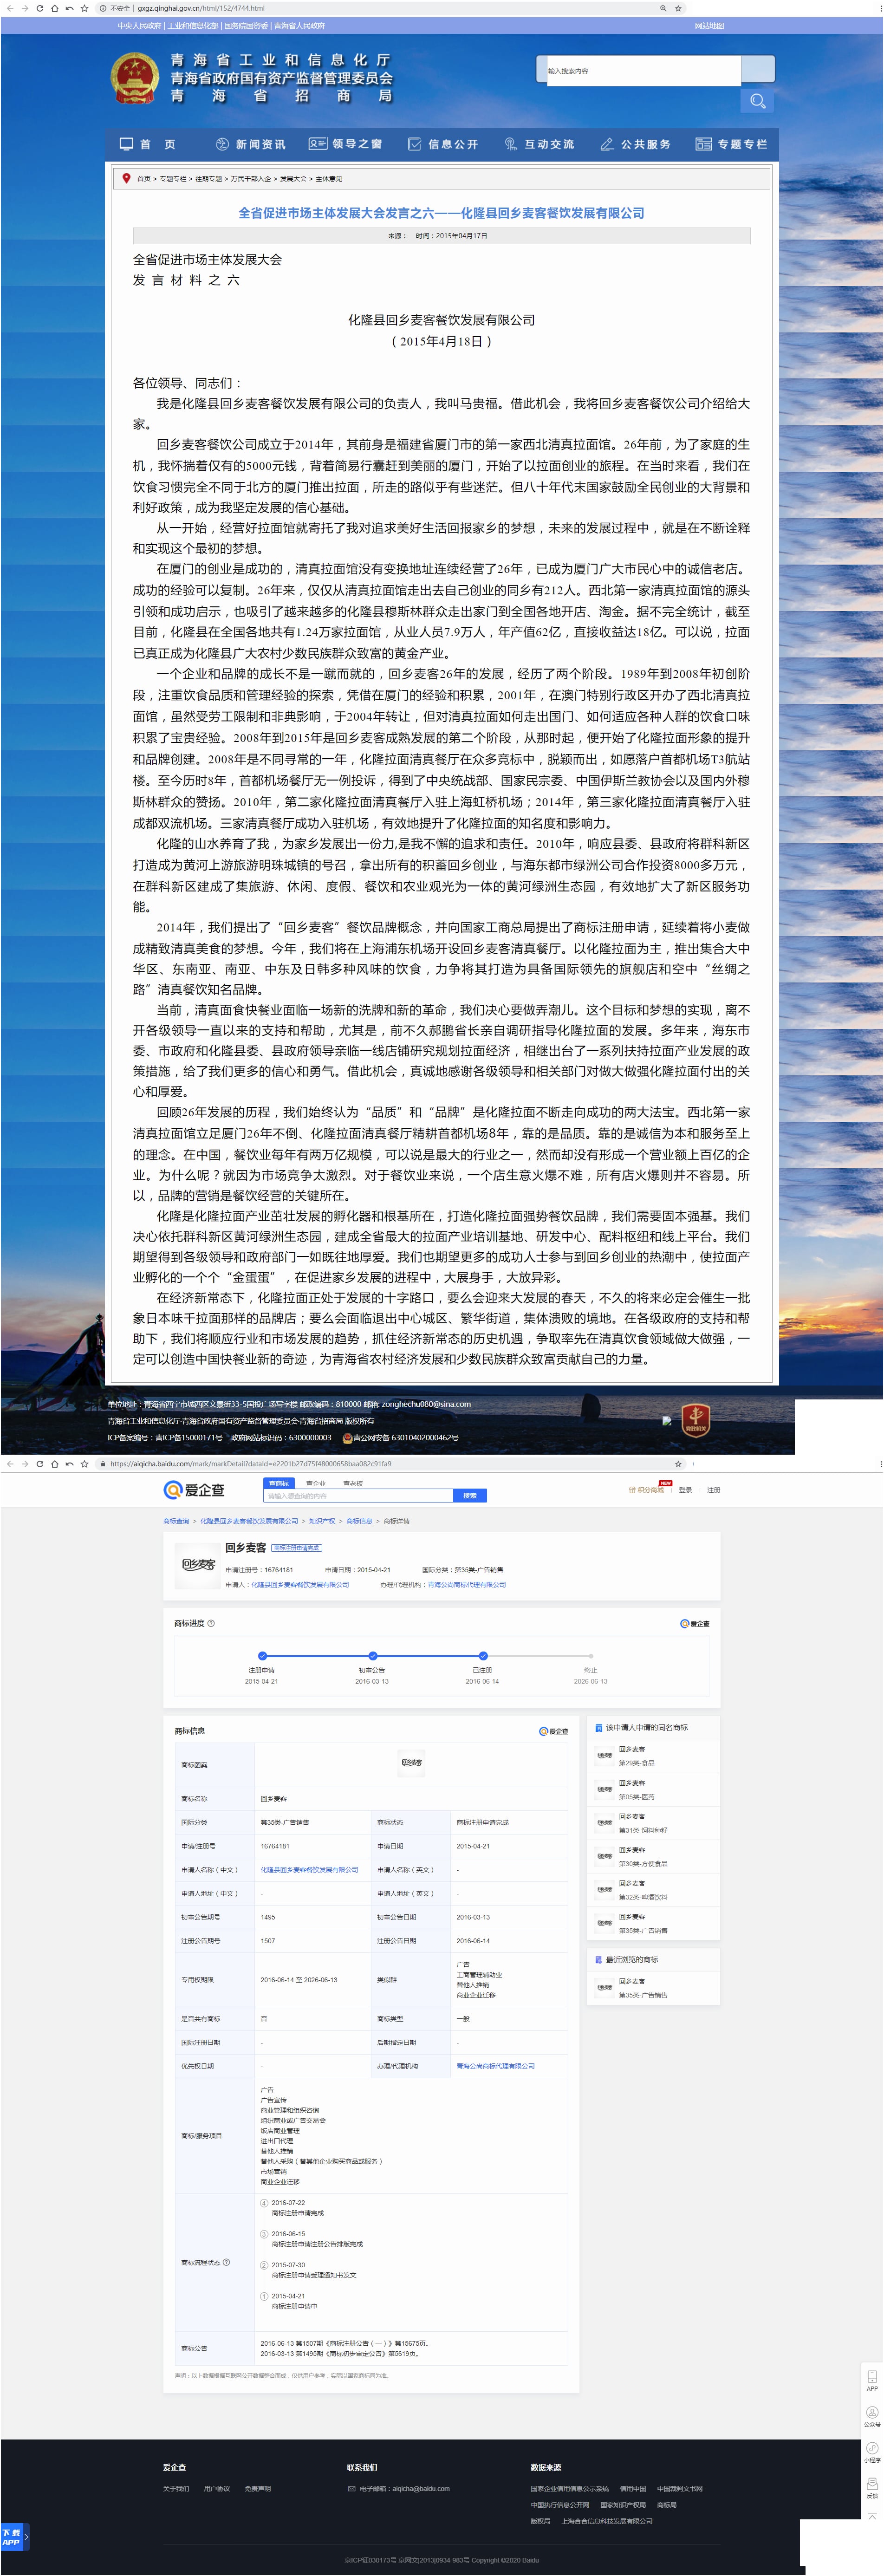 不安全 | gxgz.qinghai.gov.cn/html/152/4744.html
中央人民政府 | 工业和信息化部 | 国务院国资委 | 青海省人民政府
网站地图
青海省工业和信息化厅
青海省政府国有资产监督管理委员会
青海省招商局
输入搜索内容
首 页
新闻资讯
领导之窗
信息公开
互动交流
公共服务
专题专栏
首页 > 专题专栏 > 往期专题 > 万民干部入企 > 发展大会 > 主体意见
全省促进市场主体发展大会发言之六——化隆县回乡麦客餐饮发展有限公司
来源： 时间：2015年04月17日
全省促进市场主体发展大会
发 言 材 料 之 六
化隆县回乡麦客餐饮发展有限公司
（ 2015年4月18日 ）
各位领导、同志们：
我是化隆县回乡麦客餐饮发展有限公司的负责人，我叫马贵福。借此机会，我将回乡麦客餐饮公司介绍给大
家。
回乡麦客餐饮公司成立于2014年，其前身是福建省厦门市的第一家西北清真拉面馆。26年前，为了家庭的生
机，我怀揣着仅有的5000元钱，背着简易行囊赶到美丽的厦门，开始了以拉面创业的旅程。在当时来看，我们在
饮食习惯完全不同于北方的厦门推出拉面，所走的路似乎有些迷茫。但八十年代末国家鼓励全民创业的大背景和
利好政策，成为我坚定发展的信心基础。
从一开始，经营好拉面馆就寄托了我对追求美好生活回报家乡的梦想，未来的发展过程中，就是在不断诠释
和实现这个最初的梦想。
在厦门的创业是成功的，清真拉面馆没有变换地址连续经营了26年，已成为厦门广大市民心中的诚信老店。
成功的经验可以复制。26年来，仅仅从清真拉面馆走出去自己创业的同乡有212人。西北第一家清真拉面馆的源头
引领和成功启示，也吸引了越来越多的化隆县穆斯林群众走出家门到全国各地开店、淘金。据不完全统计，截至
目前，化隆县在全国各地共有1.24万家拉面馆，从业人员7.9万人，年产值62亿，直接收益达18亿。可以说，拉面
已真正成为化隆县广大农村少数民族群众致富的黄金产业。
一个企业和品牌的成长不是一蹴而就的，回乡麦客26年的发展，经历了两个阶段。1989年到2008年初创阶
段，注重饮食品质和管理经验的探索，凭借在厦门的经验和积累，2001年，在澳门特别行政区开办了西北清真拉
面馆，虽然受劳工限制和非典影响，于2004年转让，但对清真拉面如何走出国门、如何适应各种人群的饮食口味
积累了宝贵经验。2008年到2015年是回乡麦客成熟发展的第二个阶段，从那时起，便开始了化隆拉面形象的提升
和品牌创建。2008年是不同寻常的一年，化隆拉面清真餐厅在众多竞标中，脱颖而出，如愿落户首都机场T3航站
楼。至今历时8年，首都机场餐厅无一例投诉，得到了中央统战部、国家民宗委、中国伊斯兰教协会以及国内外穆
斯林群众的赞扬。2010年，第二家化隆拉面清真餐厅入驻上海虹桥机场；2014年，第三家化隆拉面清真餐厅入驻
成都双流机场。三家清真餐厅成功入驻机场，有效地提升了化隆拉面的知名度和影响力。
化隆的山水养育了我，为家乡发展出一份力,是我不懈的追求和责任。2010年，响应县委、县政府将群科新区
打造成为黄河上游旅游明珠城镇的号召，拿出所有的积蓄回乡创业，与海东都市绿洲公司合作投资8000多万元，
在群科新区建成了集旅游、休闲、度假、餐饮和农业观光为一体的黄河绿洲生态园，有效地扩大了新区服务功
能。
2014年，我们提出了“回乡麦客”餐饮品牌概念，并向国家工商总局提出了商标注册申请，延续着将小麦做
成精致清真美食的梦想。今年，我们将在上海浦东机场开设回乡麦客清真餐厅。以化隆拉面为主，推出集合大中
华区、东南亚、南亚、中东及日韩多种风味的饮食，力争将其打造为具备国际领先的旗舰店和空中“丝绸之
路”清真餐饮知名品牌。
当前，清真面食快餐业面临一场新的洗牌和新的革命，我们决心要做弄潮儿。这个目标和梦想的实现，离不
开各级领导一直以来的支持和帮助，尤其是，前不久郝鹏省长亲自调研指导化隆拉面的发展。多年来，海东市
委、市政府和化隆县委、县政府领导亲临一线店铺研究规划拉面经济，相继出台了一系列扶持拉面产业发展的政
策措施，给了我们更多的信心和勇气。借此机会，真诚地感谢各级领导和相关部门对做大做强化隆拉面付出的关
心和厚爱。
回顾26年发展的历程，我们始终认为“品质”和“品牌”是化隆拉面不断走向成功的两大法宝。西北第一家
清真拉面馆立足厦门26年不倒、化隆拉面清真餐厅精耕首都机场8年，靠的是品质。靠的是诚信为本和服务至上
的理念。在中国，餐饮业每年有两万亿规模，可以说是最大的行业之一，然而却没有形成一个营业额上百亿的企
业。为什么呢？就因为市场竞争太激烈。对于餐饮业来说，一个店生意火爆不难，所有店火爆则并不容易。所
以，品牌的营销是餐饮经营的关键所在。
化隆是化隆拉面产业茁壮发展的孵化器和根基所在，打造化隆拉面强势餐饮品牌，我们需要固本强基。我们
决心依托群科新区黄河绿洲生态园，建成全省最大的拉面产业培训基地、研发中心、配料枢纽和线上平台。我们
期望得到各级领导和政府部门一如既往地厚爱。我们也期望更多的成功人士参与到回乡创业的热潮中，使拉面产
业孵化的一个个“金蛋蛋”，在促进家乡发展的进程中，大展身手，大放异彩。
在经济新常态下，化隆拉面正处于发展的十字路口，要么会迎来大发展的春天，不久的将来必定会催生一批
象日本味千拉面那样的品牌店；要么会面临退出中心城区、繁华街道，集体溃败的境地。在各级政府的支持和帮
助下，我们将顺应行业和市场发展的趋势，抓住经济新常态的历史机遇，争取率先在清真饮食领域做大做强，一
定可以创造中国快餐业新的奇迹，为青海省农村经济发展和少数民族群众致富贡献自己的力量。
单位地址：青海省西宁市城西区文景街33-5国投广场写字楼 邮政编码：810000 邮箱: zonghechu080@sina.com
青海省工业和信息化厅·青海省政府国有资产监督管理委员会·青海省招商局 版权所有
ICP备案编号：青ICP备15000171号 政府网站标识码：6300000003 青公网安备 63010402000462号
https://aiqicha.baidu.com/mark/markDetail?dataId=e2201b27d75f48000658baa082c91fa9
爱企查
查商标 查企业 查老板
请输入想查询的内容
搜索
积分商城
NEW
登录 | 注册
商标查询 > 化隆县回乡麦客餐饮发展有限公司 > 知识产权 > 商标信息 > 商标详情
回乡麦客
回乡麦客 商标注册申请完成
申请注册号：16764181 申请日期：2015-04-21 国际分类：第35类-广告销售
申请人：化隆县回乡麦客餐饮发展有限公司 办理/代理机构：青海公尚商标代理有限公司
商标进度
爱企查
注册申请 初审公告 已注册 终止
2015-04-21 2016-03-13 2016-06-14 2026-06-13
商标信息
爱企查
商标图案 回乡麦客
商标名称 回乡麦客
国际分类 第35类-广告销售 商标状态 商标注册申请完成
申请/注册号 16764181 申请日期 2015-04-21
申请人名称（中文） 化隆县回乡麦客餐饮发展有限公司 申请人名称（英文） -
申请人地址（中文） - 申请人地址（英文） -
初审公告期号 1495 初审公告日期 2016-03-13
注册公告期号 1507 注册公告日期 2016-06-14
专用权期限 2016-06-14 至 2026-06-13 类似群
广告
工商管理辅助业
替他人推销
商业企业迁移
是否共有商标 否 商标类型 一般
国际注册日期 - 后期指定日期 -
优先权日期 - 办理/代理机构 青海公尚商标代理有限公司
商标/服务项目
广告
广告宣传
商业管理和组织咨询
组织商业或广告交易会
饭店商业管理
进出口代理
替他人推销
替他人采购（替其他企业购买商品或服务）
市场营销
商业企业迁移
商标流程状态
4 2016-07-22
商标注册申请完成
3 2016-06-15
商标注册申请注册公告排版完成
2 2015-07-30
商标注册申请受理通知书发文
1 2015-04-21
商标注册申请中
商标公告
2016-06-13 第1507期《商标注册公告（一）》第15675页。
2016-03-13 第1495期《商标初步审定公告》第5619页。
声明：以上数据根据互联网公开数据整合而成，仅供用户参考，实际以国家商标局为准。
该申请人申请的同名商标
回乡麦客
第29类-食品
回乡麦客
第05类-医药
回乡麦客
第31类-饲料种籽
回乡麦客
第30类-方便食品
回乡麦客
第32类-啤酒饮料
回乡麦客
第35类-广告销售
最近浏览的商标
回乡麦客
第35类-广告销售
APP
公众号
小程序
反馈
爱企查
关于我们 用户协议 免责声明
联系我们
电子邮箱：aiqicha@baidu.com
数据来源
国家企业信用信息公示系统 信用中国 中国裁判文书网
中国执行信息公开网 国家知识产权局 商标局
版权局 上海合合信息科技发展有限公司
下载
APP
京ICP证030173号 京网文[2013]0934-983号 Copyright ©2020 Baidu